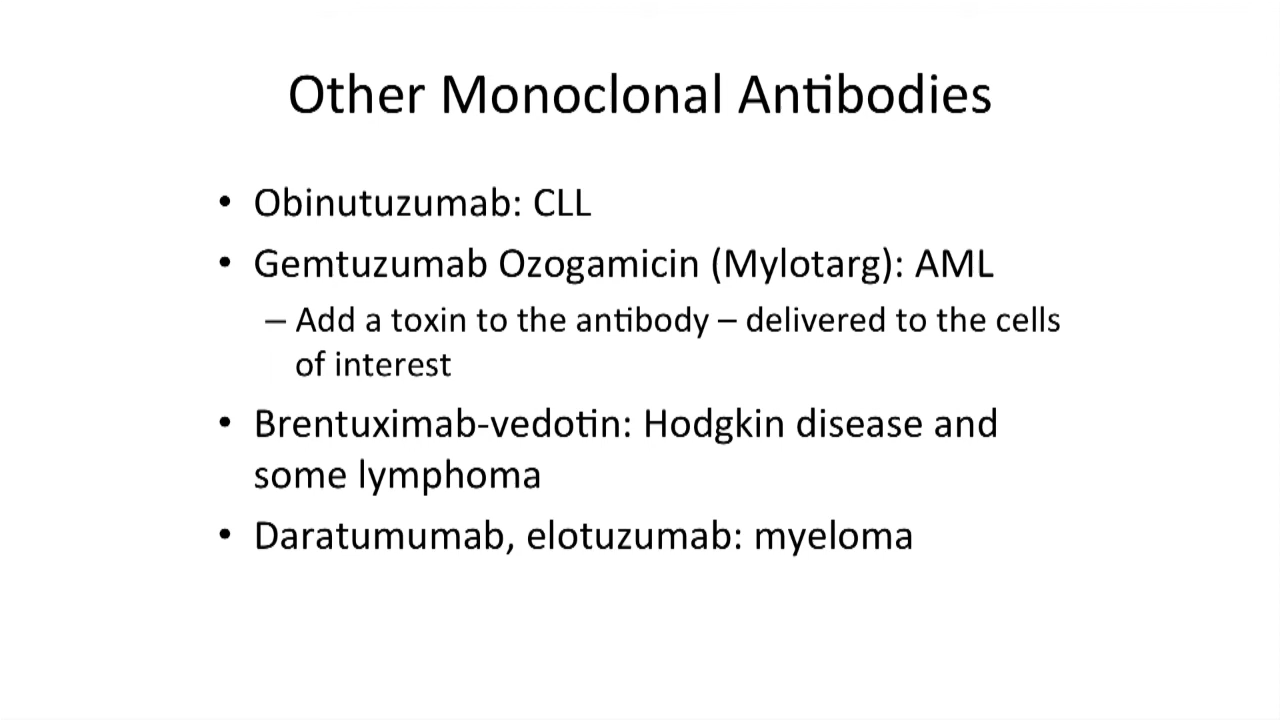 Other Monoclonal Antibodies
• Obinutuzumab: CLL
• Gemtuzumab Ozogamicin (Mylotarg): AML
– Add a toxin to the antibody – delivered to the cells
of interest
• Brentuximab-vedotin: Hodgkin disease and
some lymphoma
• Daratumumab, elotuzumab: myeloma